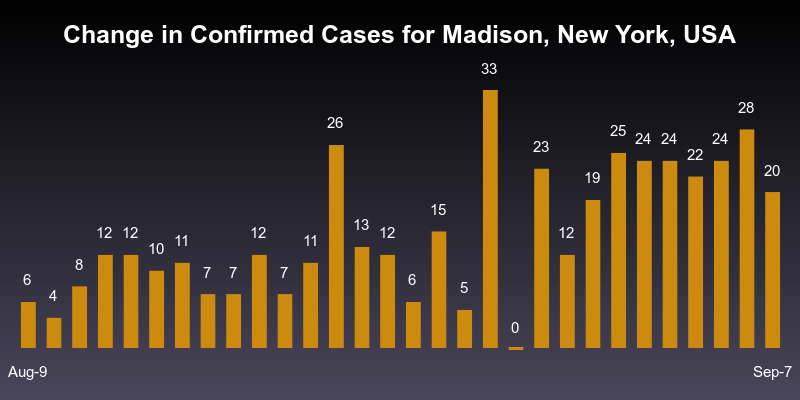 Change in Confirmed Cases for Madison, New York, USA
6 4 8 12 12 10 11 7 7 12 7 11 26 13 12 6 15 5 33 0 23 12 19 25 24 24 22 24 28 20
Aug-9 Sep-7